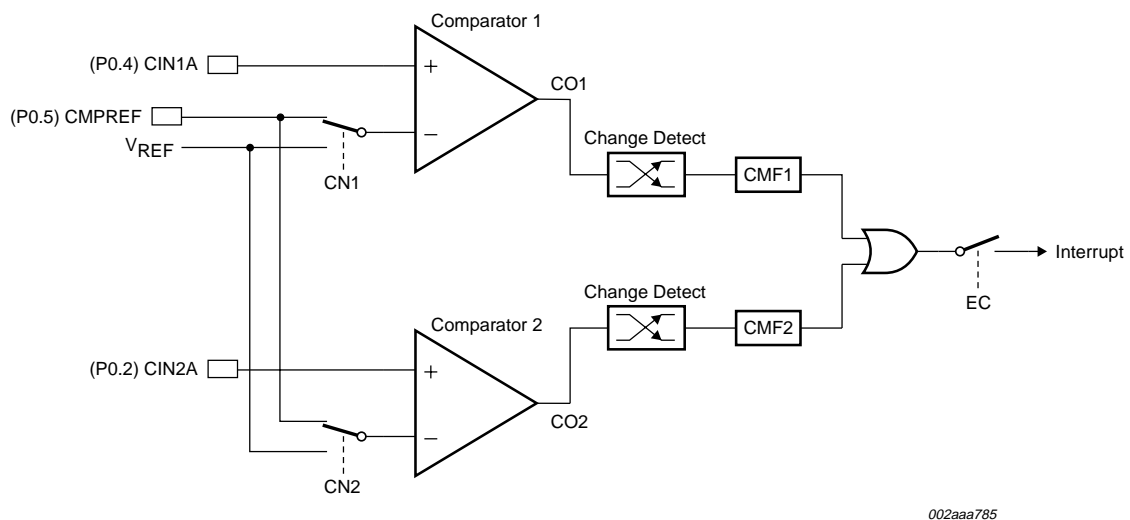 Comparator 1
(P0.4) CIN1A
+
CO1
(P0.5) CMPREF
−
Change Detect
VREF
CN1
CMF1
Interrupt
EC
Change Detect
Comparator 2
CMF2
(P0.2) CIN2A
+
CO2
−
CN2
002aaa785